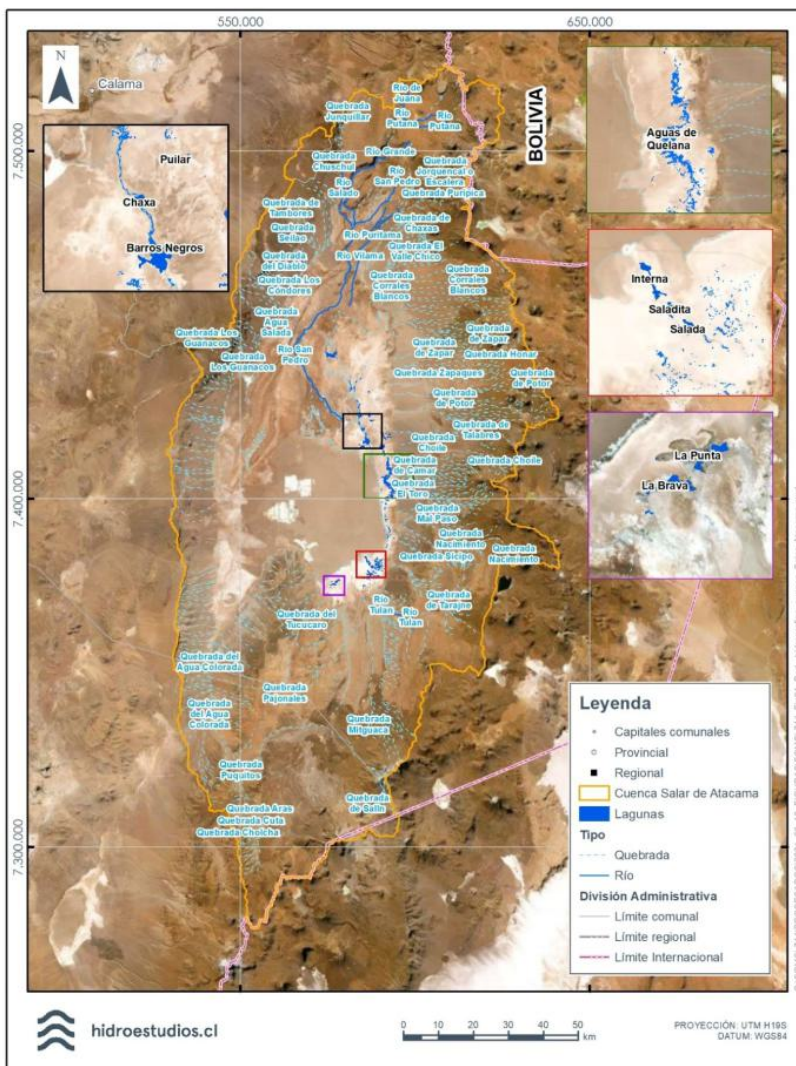 550.000
650.000
N
Calama
BOLIVIA
7.500.000
7.400.000
7.300.000
Puilar
Chaxa
Barros Negros
Aguas de
Quelana
Interna
Saladita
Salada
La Punta
La Brava
Río de
Juana
Quebrada
Junquillar
Río
Putana
Río
Putana
Río Grande
Quebrada
Chuschul
Río
San Pedro
Quebrada
Jorquencal o
Escalera
Río
Salado
Quebrada Puripica
Quebrada de
Tambores
Quebrada de
Chaxas
Quebrada
Seilao
Río Puritama
Quebrada El
Valle Chico
Río Vilama
Quebrada
del Diablo
Quebrada Los
Cóndores
Quebrada
Corrales
Blancos
Quebrada
Corrales
Blancos
Quebrada
Agua
Salada
Quebrada Los
Guanacos
Quebrada
Los Guanacos
Río San
Pedro
Quebrada
de Zapar
Quebrada
de Zapar
Quebrada Honar
Quebrada Zapaques
Quebrada
de Potor
Quebrada
de Potor
Quebrada de
Talabres
Quebrada
Choile
Quebrada Choile
Quebrada
de Camar
Quebrada
El Toro
Quebrada
Mal Paso
Quebrada
Nacimiento
Quebrada
Nacimiento
Quebrada Sicipo
Río
Tulan
Río
Tulan
Quebrada
de Tarajne
Quebrada del
Tucucaro
Quebrada del
Agua Colorada
Quebrada
del Agua
Colorada
Quebrada
Pajonales
Quebrada
Mitguaca
Quebrada
Puquitos
Quebrada
de Salin
Quebrada Aras
Quebrada Cuta
Quebrada Cholcha
Leyenda
Capitales comunales
Provincial
Regional
Cuenca Salar de Atacama
Lagunas
Tipo
Quebrada
Río
División Administrativa
Límite comunal
Límite regional
Límite Internacional
hidroestudios.cl
0 10 20 30 40 50
km
PROYECCIÓN: UTM H19S
DATUM: WGS84